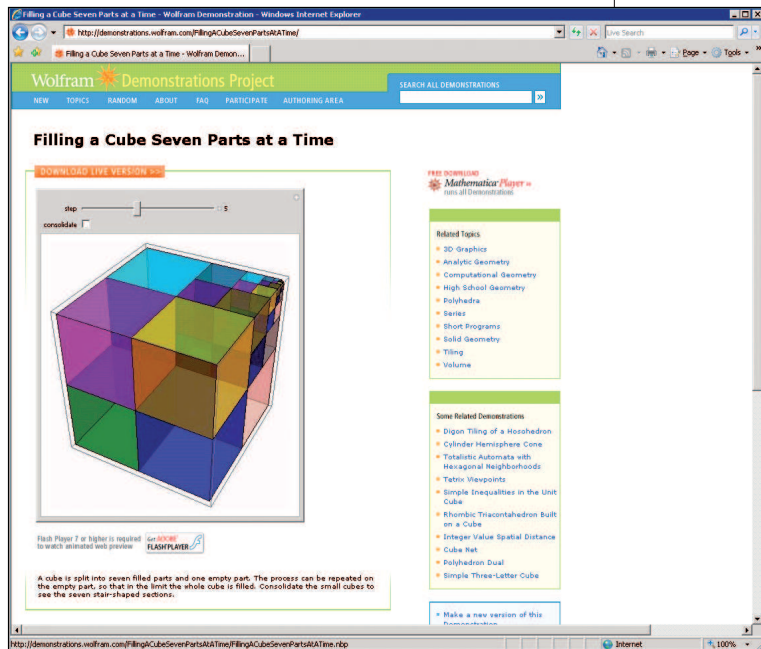 Filling a Cube Seven Parts at a Time - Wolfram Demonstration - Windows Internet Explorer
http://demonstrations.wolfram.com/FillingACubeSevenPartsAtATime/
Live Search
Filling a Cube Seven Parts at a Time - Wolfram Demon...
Page
Tools
»
Wolfram Demonstrations Project
SEARCH ALL DEMONSTRATIONS
NEW TOPICS RANDOM ABOUT FAQ PARTICIPATE AUTHORING AREA
»
Filling a Cube Seven Parts at a Time
DOWNLOAD LIVE VERSION >>
step
5
consolidate
Flash Player 7 or higher is required
to watch animated web preview
Get ADOBE
FLASH PLAYER
A cube is split into seven filled parts and one empty part. The process can be repeated on
the empty part, so that in the limit the whole cube is filled. Consolidate the small cubes to
see the seven stair-shaped sections.
FREE DOWNLOAD
Mathematica Player »
runs all Demonstrations
Related Topics
3D Graphics
Analytic Geometry
Computational Geometry
High School Geometry
Polyhedra
Series
Short Programs
Solid Geometry
Tiling
Volume
Some Related Demonstrations
Digon Tiling of a Hosohedron
Cylinder Hemisphere Cone
Totalistic Automata with
Hexagonal Neighborhoods
Tetrix Viewpoints
Simple Inequalities in the Unit
Cube
Rhombic Triacontahedron Built
on a Cube
Integer Value Spatial Distance
Cube Net
Polyhedron Dual
Simple Three-Letter Cube
Make a new version of this
Demonstration
http://demonstrations.wolfram.com/FillingACubeSevenPartsAtATime/FillingACubeSevenPartsAtATime.nbp
Internet
100%